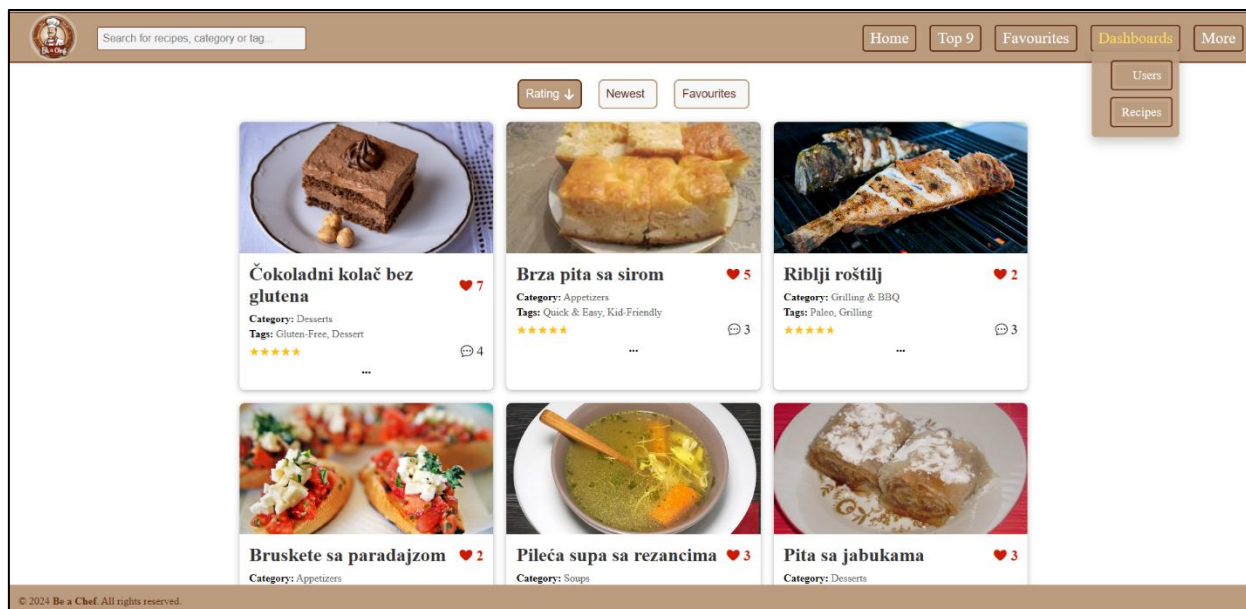 Be a Chef
Search for recipes, category or tag...
Home
Top 9
Favourites
Dashboards
More
Users
Recipes
Rating ↓
Newest
Favourites
Čokoladni kolač bez
glutena
7
Category: Desserts
Tags: Gluten-Free, Dessert
4
...
Brza pita sa sirom
5
Category: Appetizers
Tags: Quick & Easy, Kid-Friendly
3
...
Riblji roštilj
2
Category: Grilling & BBQ
Tags: Paleo, Grilling
3
...
Bruskete sa paradajzom
2
Category: Appetizers
Pileća supa sa rezancima
3
Category: Soups
Pita sa jabukama
3
Category: Desserts
© 2024 Be a Chef. All rights reserved.